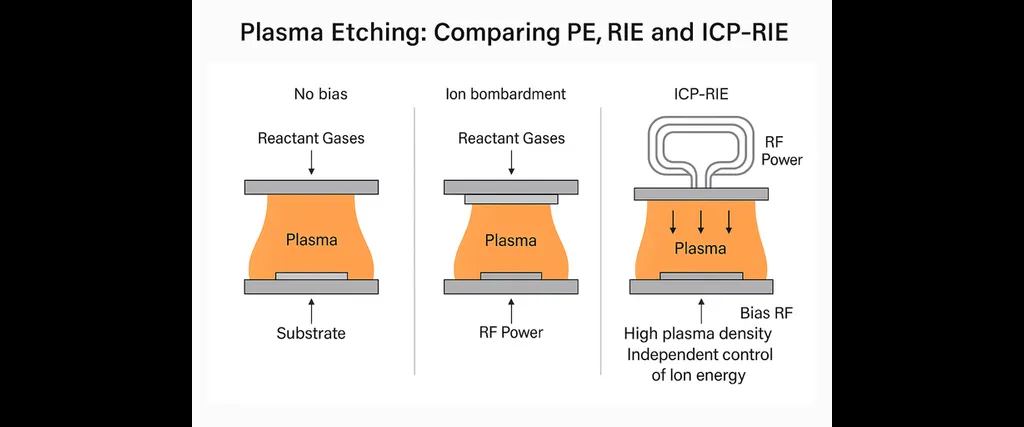 Plasma Etching: Comparing PE, RIE and ICP-RIE
No bias
Reactant Gases
Plasma
Substrate
Ion bombardment
Reactant Gases
Plasma
RF Power
ICP-RIE
RF
Power
Plasma
Bias RF
High plasma density
Independent control
of Ion energy